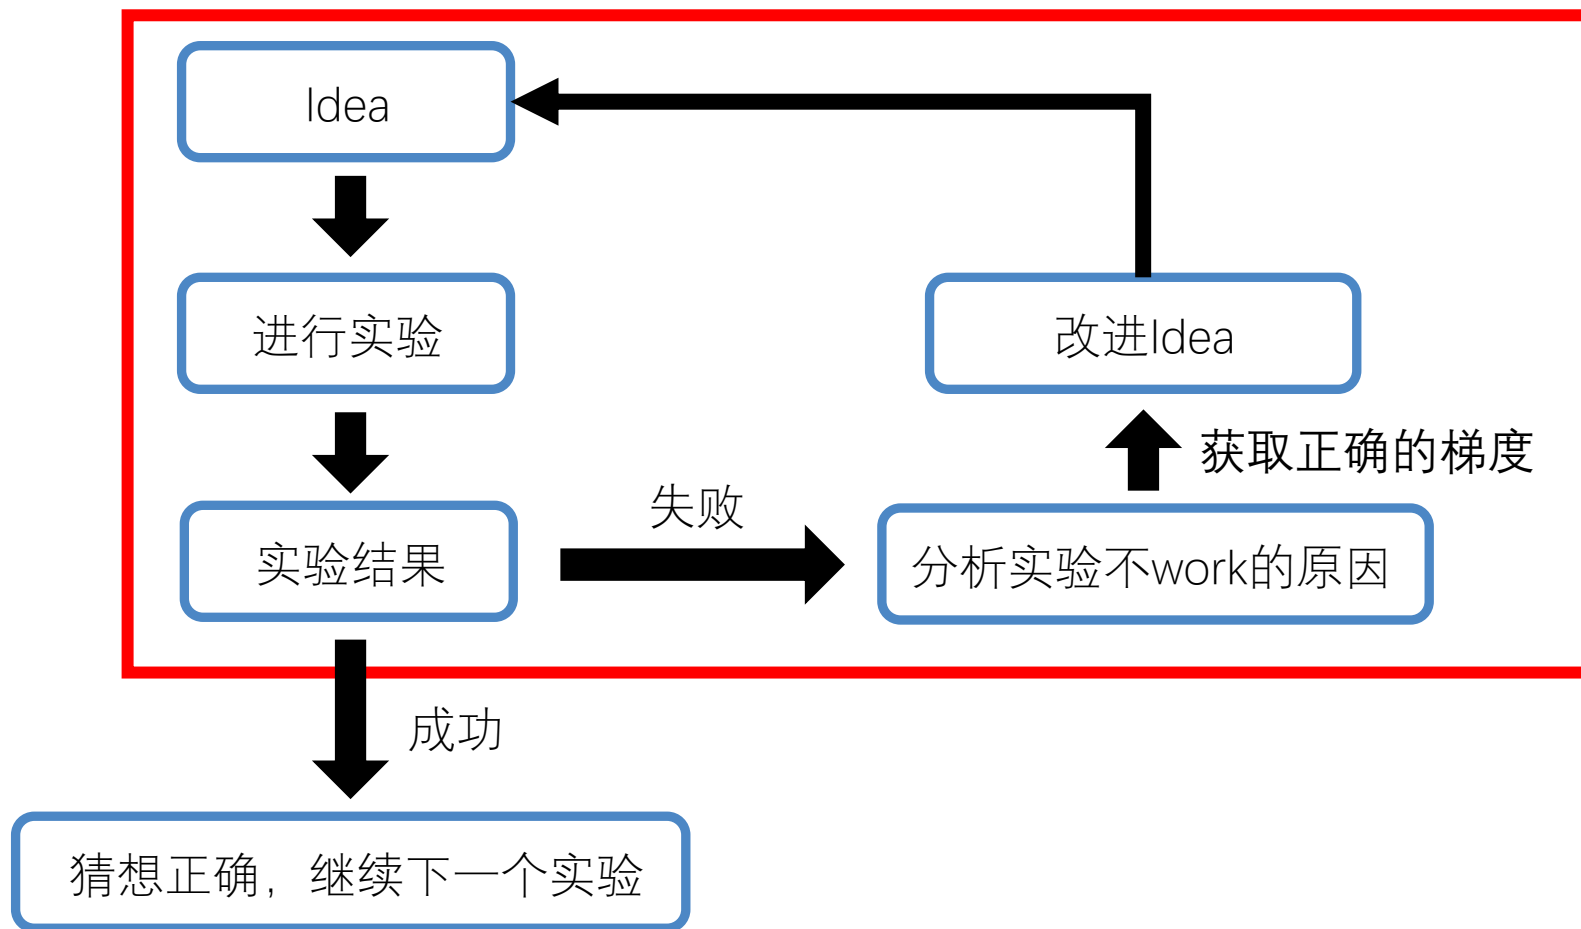 Idea
进行实验
改进Idea
获取正确的梯度
失败
实验结果
分析实验不work的原因
成功
猜想正确，继续下一个实验